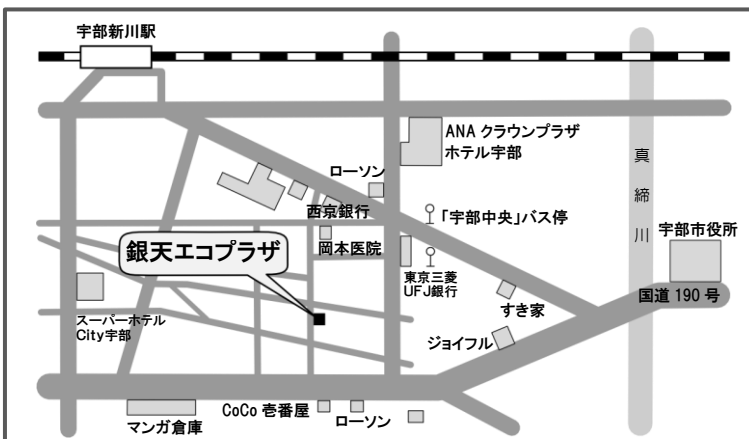 宇部新川駅
ANA クラウンプラザ
ホテル宇部
ローソン
真締川
西京銀行
「宇部中央」バス停
宇部市役所
岡本医院
銀天エコプラザ
東京三菱
UFJ銀行
国道 190 号
すき家
スーパーホテル
City宇部
ジョイフル
CoCo 壱番屋
ローソン
マンガ倉庫